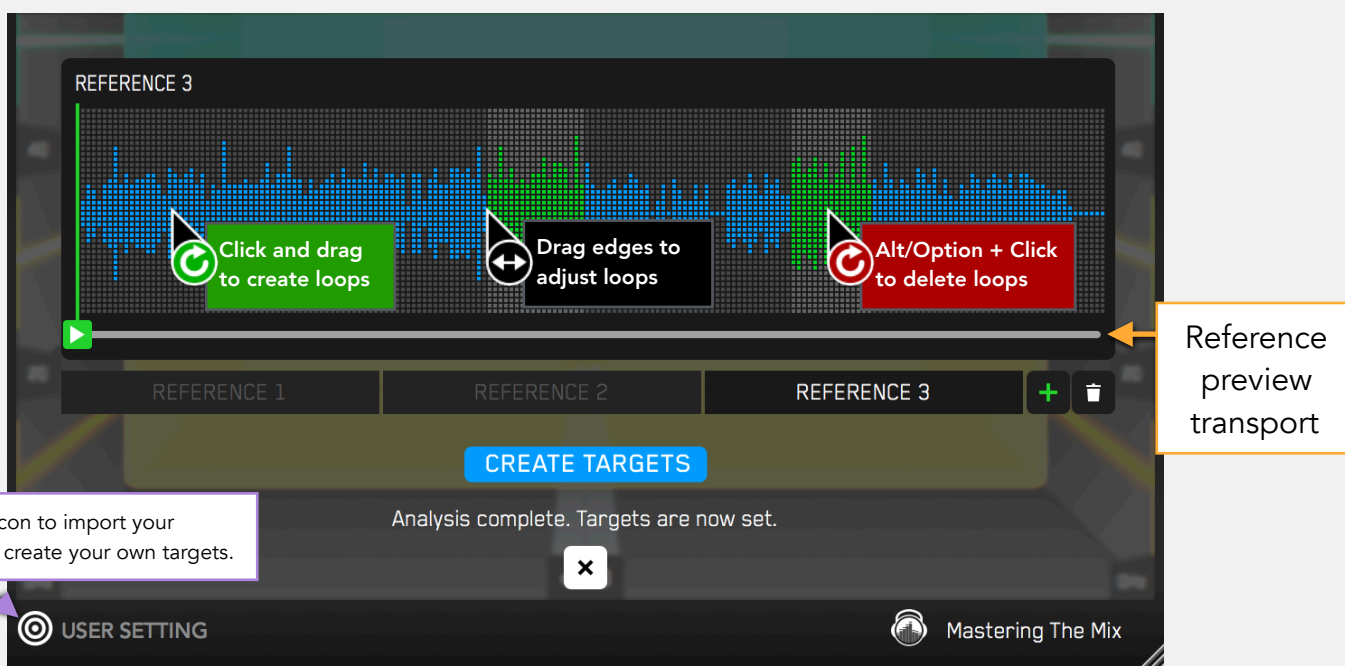 REFERENCE 3
Click and drag
to create loops
Drag edges to
adjust loops
Alt/Option + Click
to delete loops
Reference
preview
transport
REFERENCE 1
REFERENCE 2
REFERENCE 3
CREATE TARGETS
Analysis complete. Targets are now set.
con to import your
create your own targets.
USER SETTING
Mastering The Mix